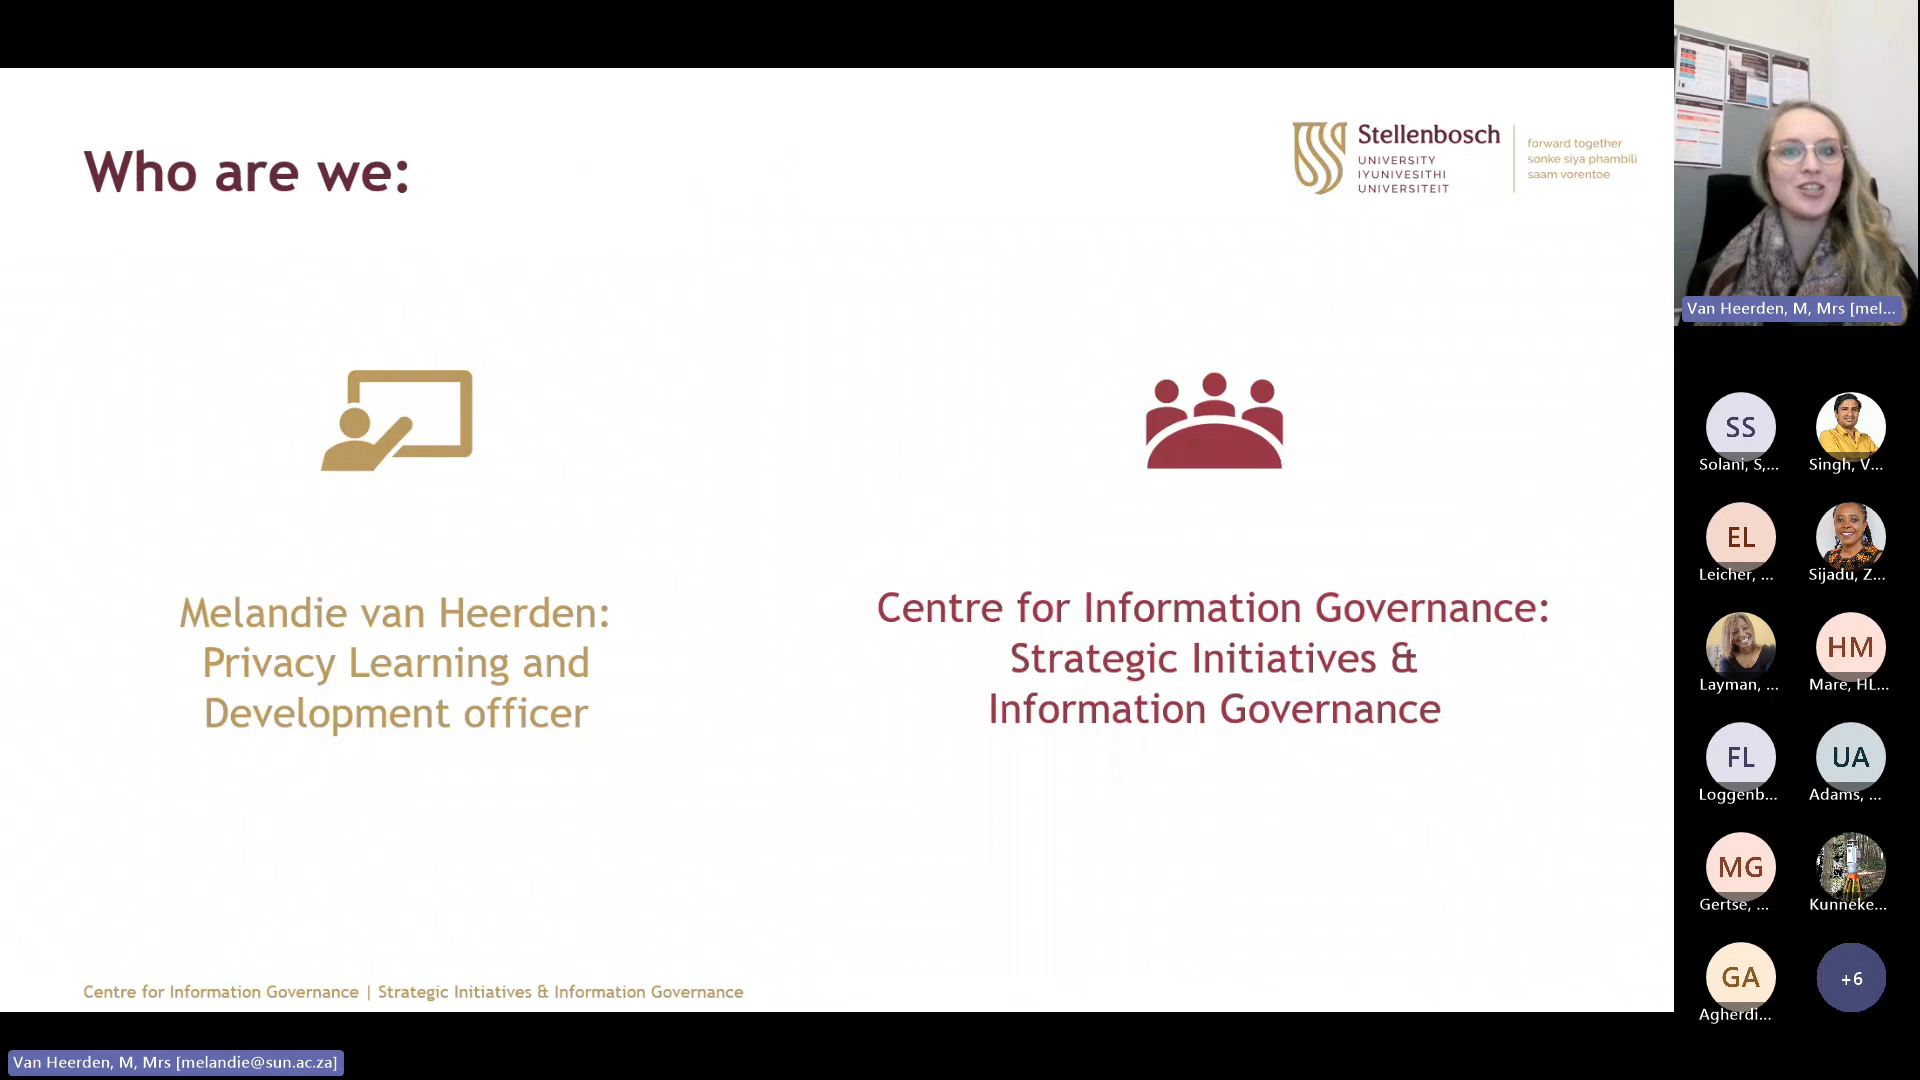 Who are we:
Stellenbosch
UNIVERSITY
IYUNIVESITHI
UNIVERSITEIT
forward together
sonke siya phambili
saam vorentoe
Melandie van Heerden:
Privacy Learning and
Development officer
Centre for Information Governance:
Strategic Initiatives &
Information Governance
Centre for Information Governance | Strategic Initiatives & Information Governance
Van Heerden, M, Mrs [melandie@sun.ac.za]
Van Heerden, M, Mrs [mel...
SS
Solani, S,...
Singh, V...
EL
Leicher, ...
Sijadu, Z...
Layman, ...
HM
Mare, HL...
FL
Loggenb...
UA
Adams, ...
MG
Gertse, ...
Kunneke...
GA
Agherdi...
+6